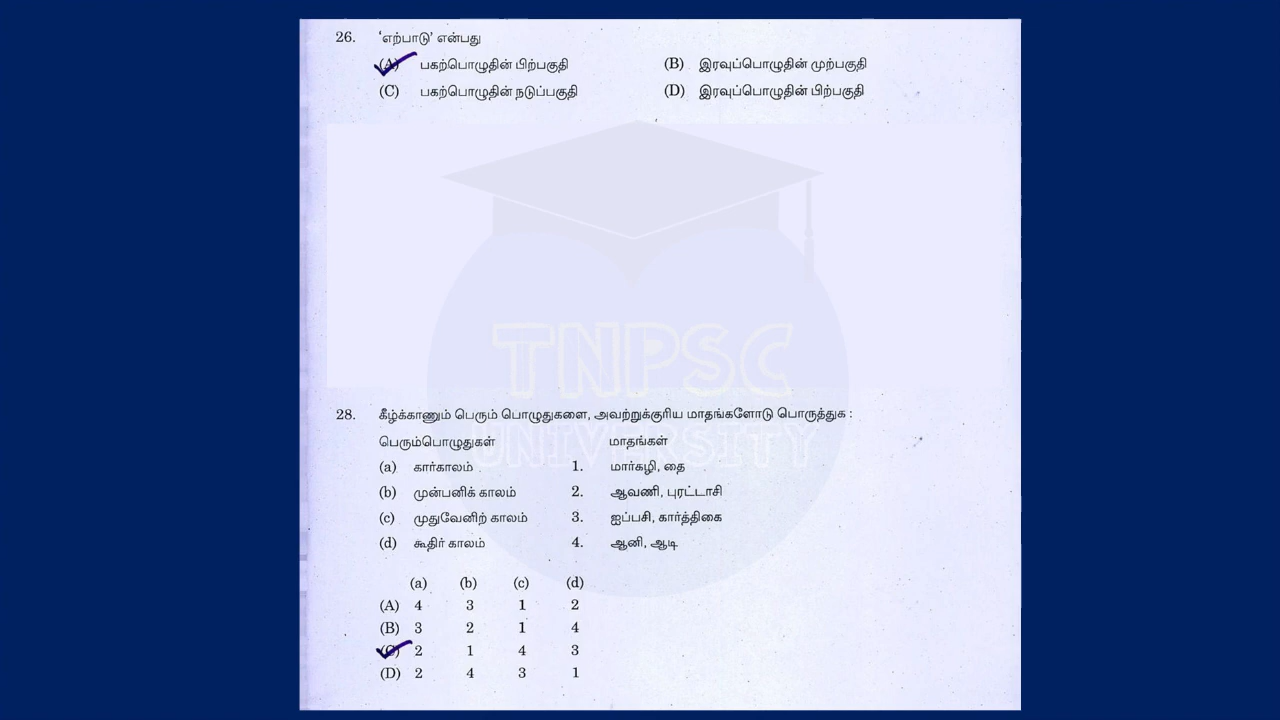 26. 'எற்பாடு' என்பது
(A) பகற்பொழுதின் பிற்பகுதி (B) இரவுப்பொழுதின் முற்பகுதி
(C) பகற்பொழுதின் நடுப்பகுதி (D) இரவுப்பொழுதின் பிற்பகுதி
TNPSC
UNIVERSITY
28. கீழ்க்காணும் பெரும் பொழுதுகளை, அவற்றுக்குரிய மாதங்களோடு பொருத்துக :
பெரும்பொழுதுகள் மாதங்கள்
(a) கார்காலம் 1. மார்கழி, தை
(b) முன்பனிக் காலம் 2. ஆவணி, புரட்டாசி
(c) முதுவேனிற் காலம் 3. ஐப்பசி, கார்த்திகை
(d) கூதிர் காலம் 4. ஆனி, ஆடி
(a) (b) (c) (d)
(A) 4 3 1 2
(B) 3 2 1 4
(C) 2 1 4 3
(D) 2 4 3 1